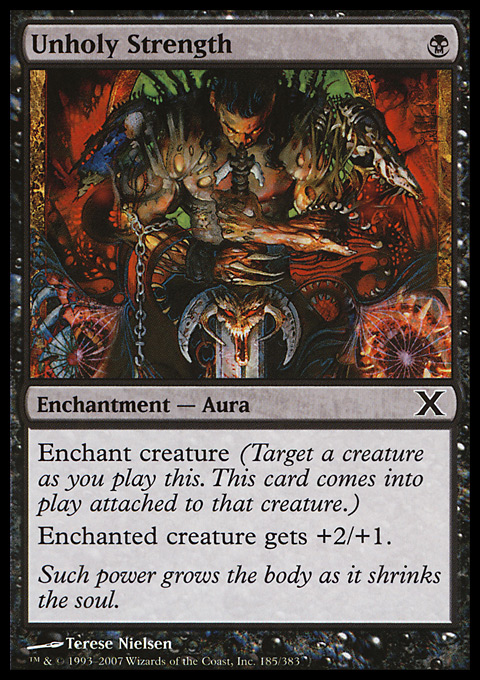 Unholy Strength
Enchantment — Aura
X
Enchant creature (Target a creature
as you play this. This card comes into
play attached to that creature.)
Enchanted creature gets +2/+1.
Such power grows the body as it shrinks
the soul.
Terese Nielsen
™ & © 1993–2007 Wizards of the Coast, Inc. 185/383